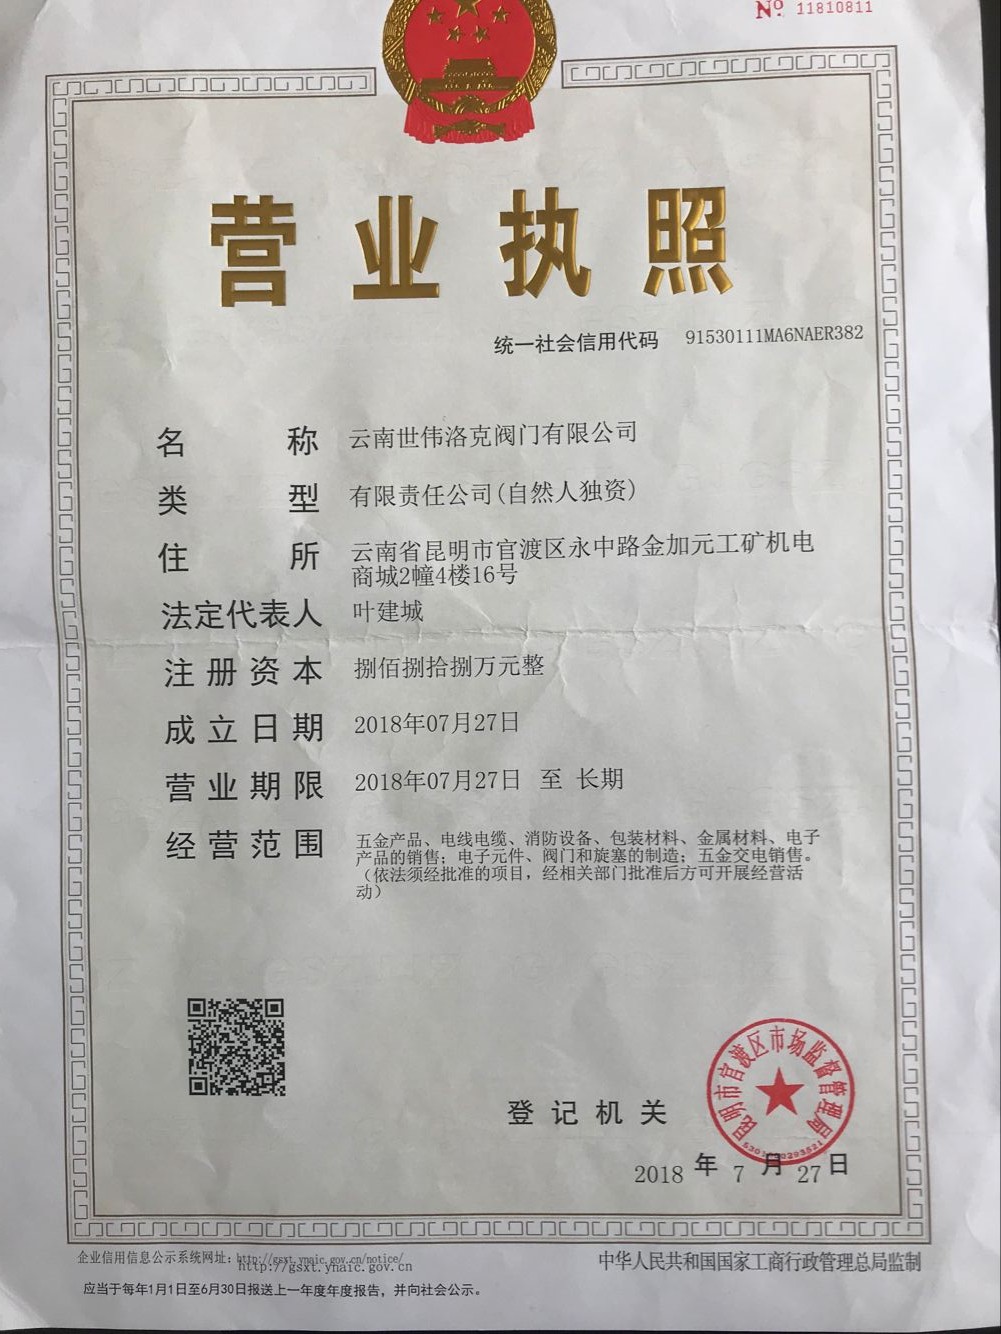 Nº 11810811
营业执照
统一社会信用代码 91530111MA6NAER382
名称 云南世伟洛克阀门有限公司
类型 有限责任公司(自然人独资)
住所 云南省昆明市官渡区永中路金加元工矿机电
商城2幢4楼16号
法定代表人 叶建城
注册资本 捌佰捌拾捌万元整
成立日期 2018年07月27日
营业期限 2018年07月27日 至 长期
经营范围 五金产品、电线电缆、消防设备、包装材料、金属材料、电子
产品的销售；电子元件、阀门和旋塞的制造；五金交电销售。
（依法须经批准的项目，经相关部门批准后方可开展经营活
动）
昆明市官渡区市场监督管理局
登记机关
2018 年 7 月 27 日
企业信用信息公示系统网址：http://gsxt.ynaic.gov.cn/notice/
http://gsxt.ynaic.gov.cn
中华人民共和国国家工商行政管理总局监制
应当于每年1月1日至6月30日报送上一年度年度报告，并向社会公示。